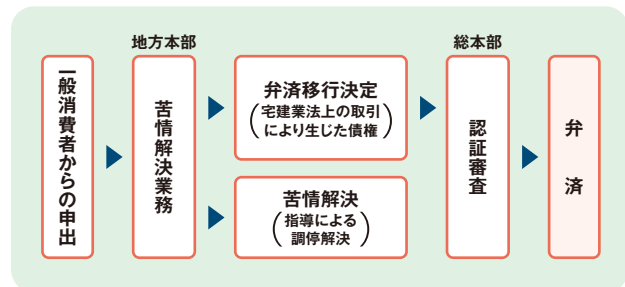 地方本部
総本部
一般消費者からの申出
苦情解決業務
弁済移行決定
(宅建業法上の取引
により生じた債権)
苦情解決
(指導による
調停解決)
認証審査
弁済